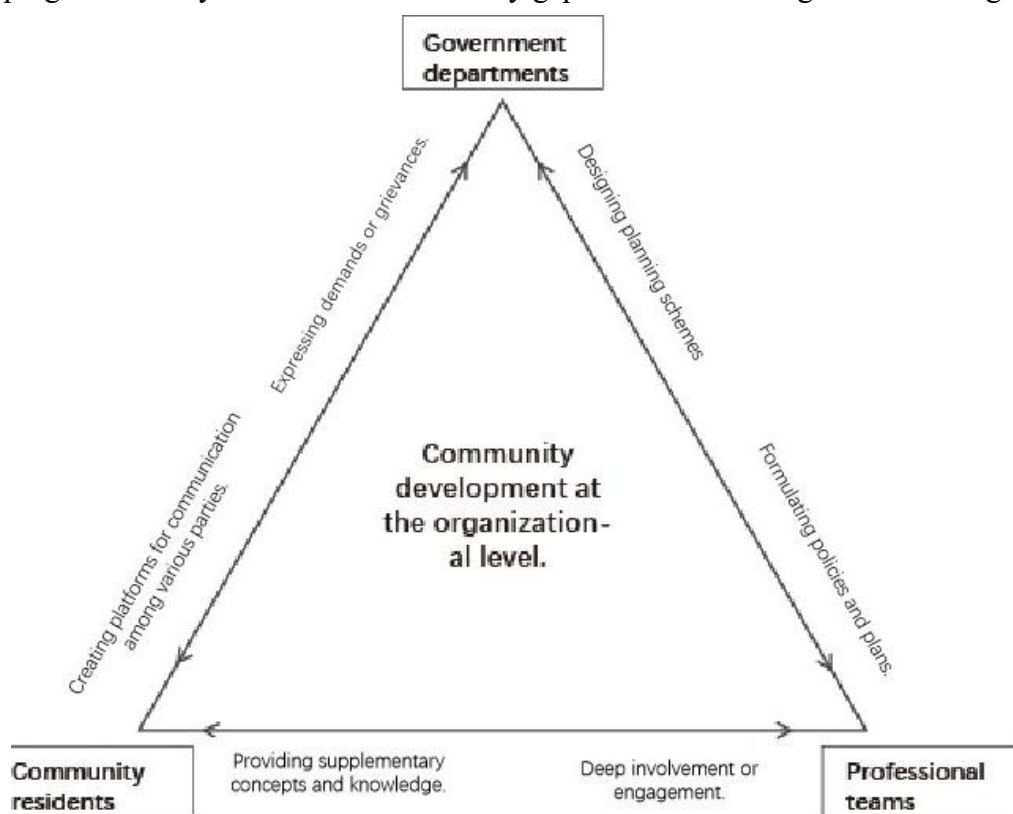 Government
departments
Expressing demands or grievances.
Designing planning schemes
Creating platforms for communication
among various parties.
Formulating policies and plans.
Community
development at
the organization-
al level.
Providing supplementary
concepts and knowledge.
Deep involvement or
engagement.
Community
residents
Professional
teams